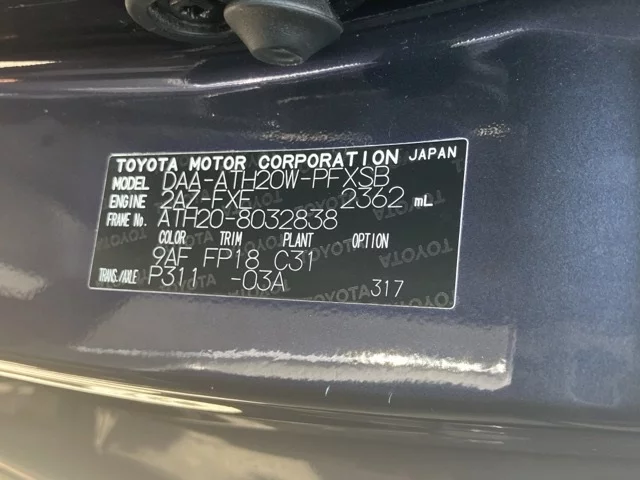 TOYOTA MOTOR CORPORATION JAPAN
MODEL DAA-ATH20W-PFXSB
ENGINE 2AZ-FXE 2362 mL
FRAME No. ATH20-8032838
COLOR TRIM PLANT OPTION
9AF FP18 C31
TRANS./AXLE P311 -03A 317